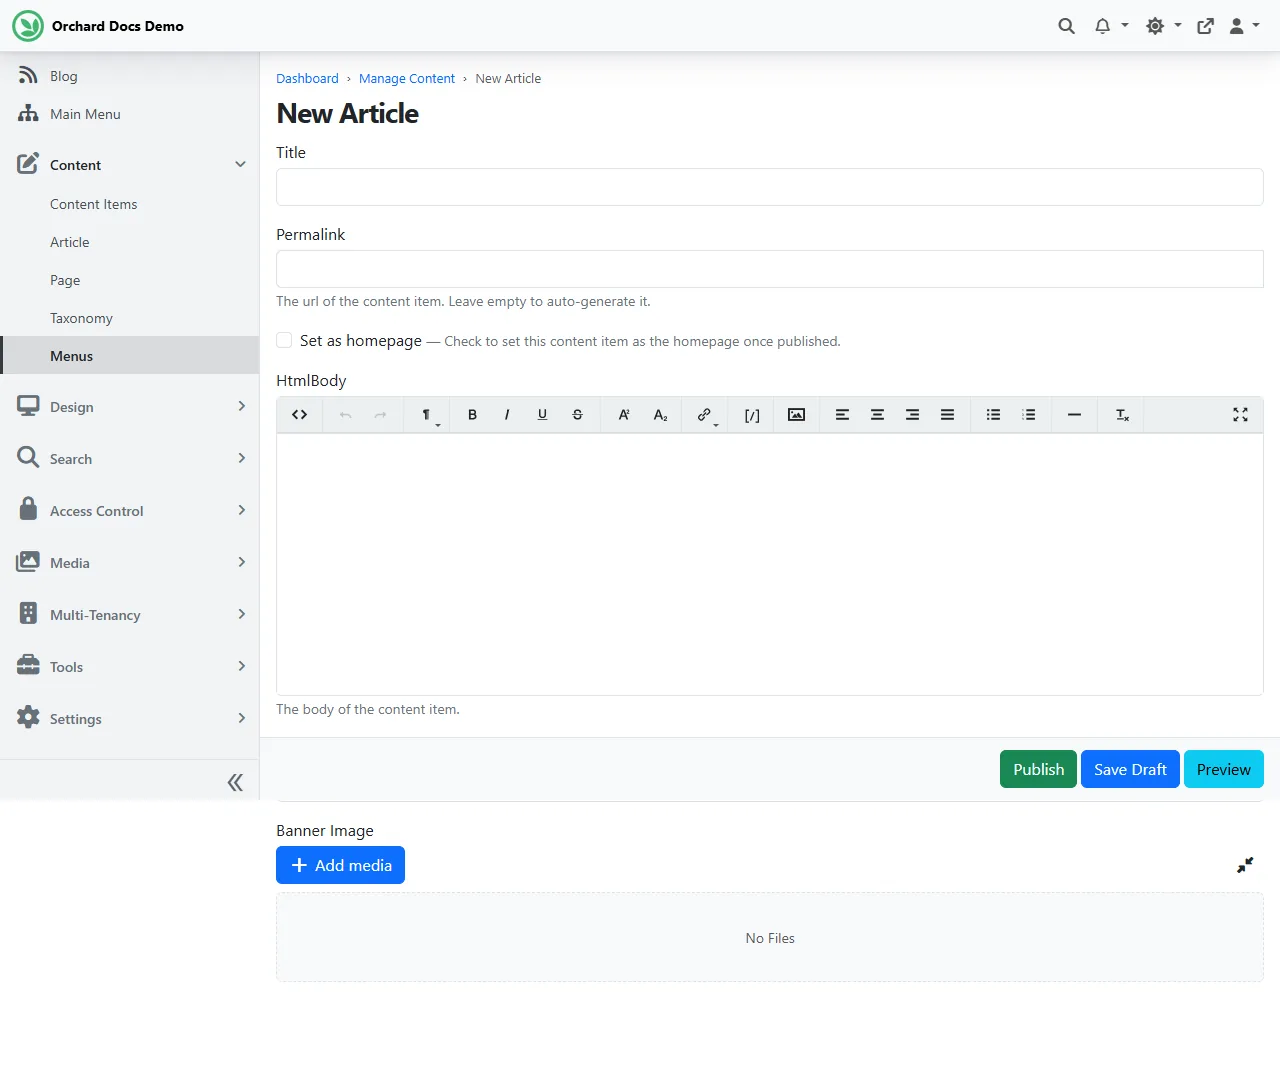 Orchard Docs Demo
Blog
Main Menu
Content
Content Items
Article
Page
Taxonomy
Menus
Design
Search
Access Control
Media
Multi-Tenancy
Tools
Settings
Dashboard › Manage Content › New Article
New Article
Title
Permalink
The url of the content item. Leave empty to auto-generate it.
Set as homepage — Check to set this content item as the homepage once published.
HtmlBody
The body of the content item.
Publish Save Draft Preview
Banner Image
Add media
No Files